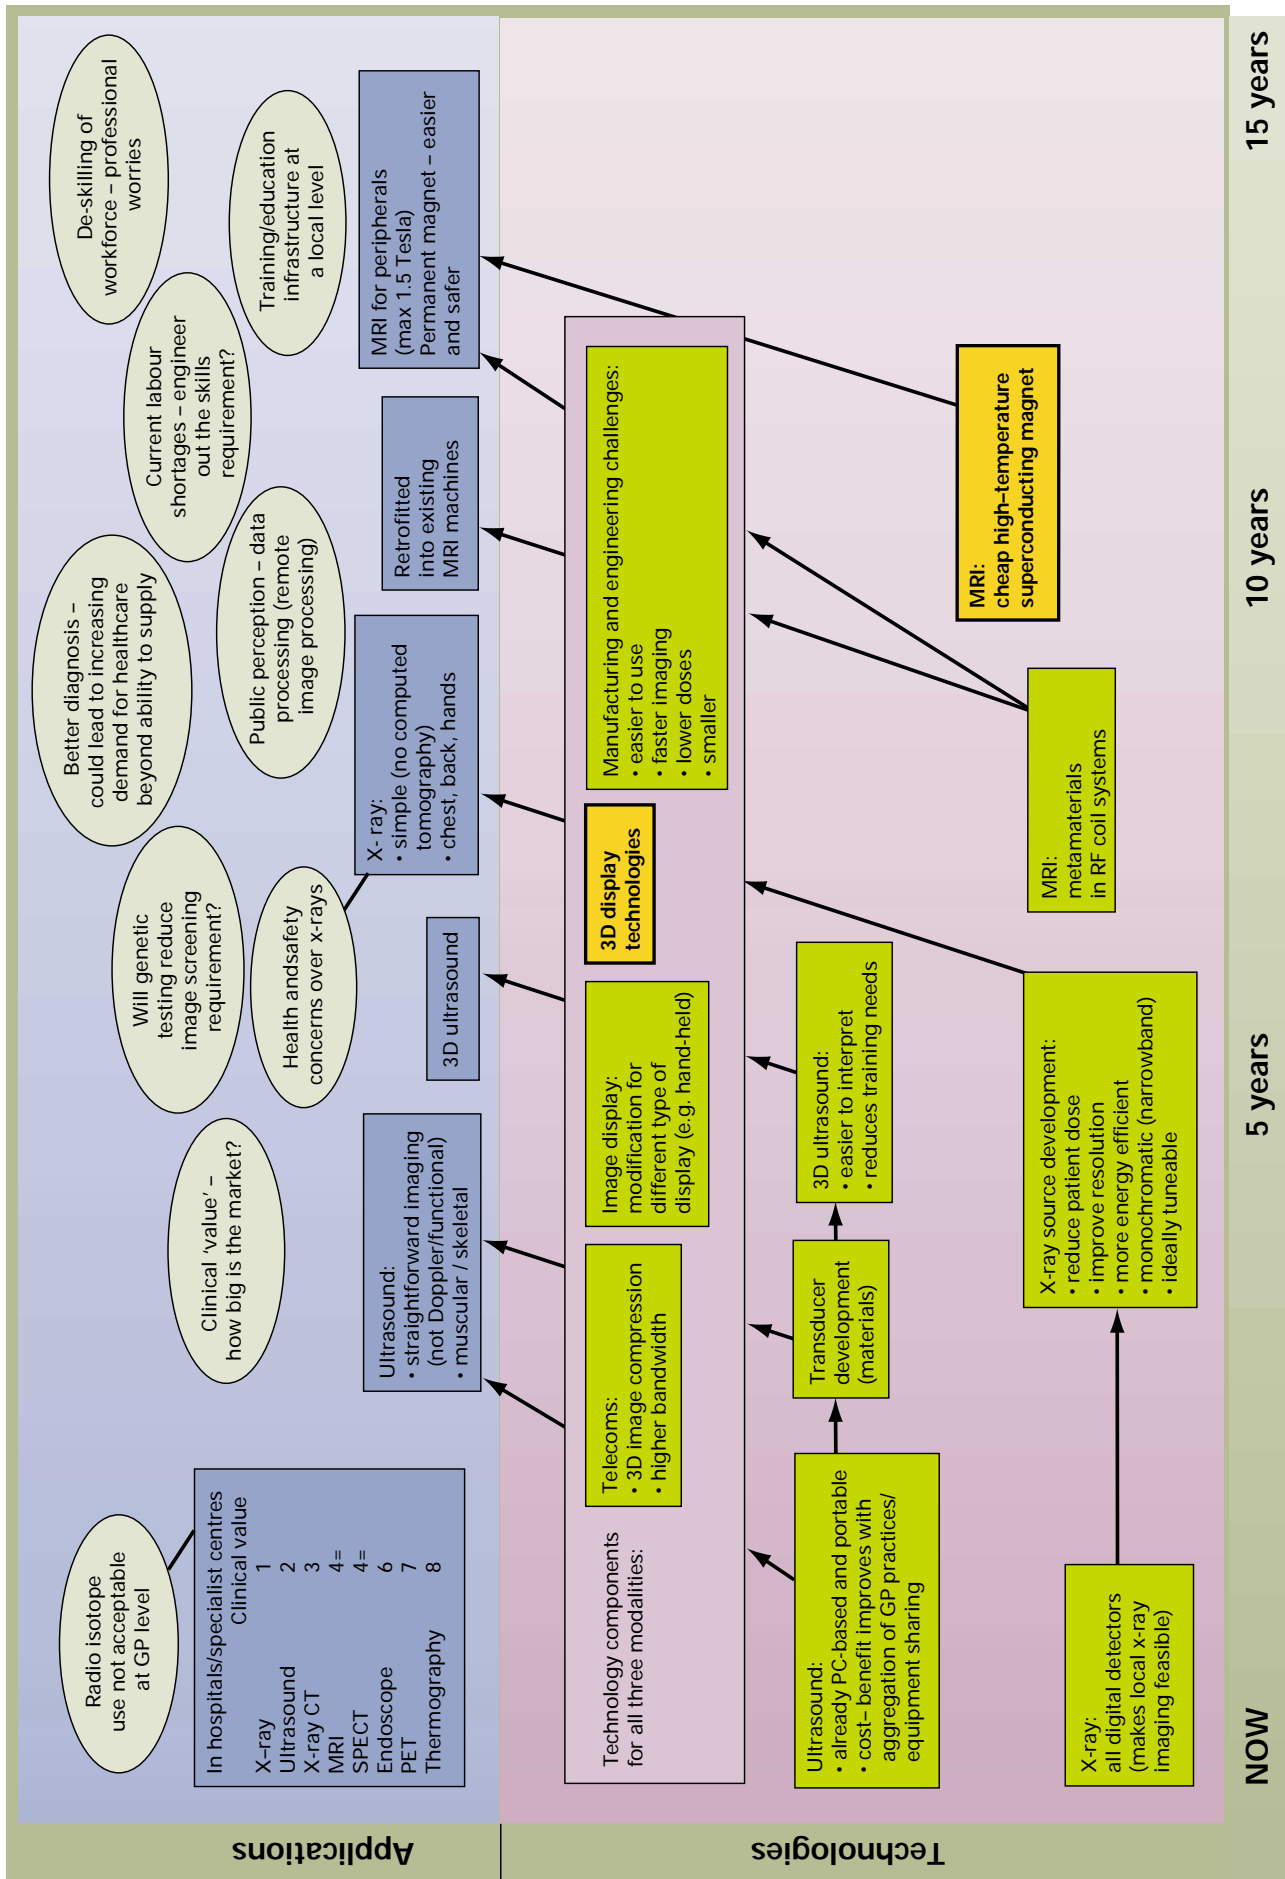 Applications
Radio isotope
use not acceptable
at GP level
Clinical ‘value’ –
how big is the market?
Will genetic
testing reduce
image screening
requirement?
Health andsafety
concerns over x-rays
Better diagnosis –
could lead to increasing
demand for healthcare
beyond ability to supply
Public perception – data
processing (remote
image processing)
Current labour
shortages – engineer
out the skills
requirement?
De-skilling of
workforce – professional
worries
Training/education
infrastructure at
a local level
In hospitals/specialist centres
Clinical value
X–ray 1
Ultrasound 2
X-ray CT 3
MRI 4=
SPECT 4=
Endoscope 6
PET 7
Thermography 8
Ultrasound:
• straightforward imaging
(not Doppler/functional)
• muscular / skeletal
3D ultrasound
X- ray:
• simple (no computed
tomography)
• chest, back, hands
Retrofitted
into existing
MRI machines
MRI for peripherals
(max 1.5 Tesla)
Permanent magnet – easier
and safer
Technologies
Technology components
for all three modalities:
Telecoms:
• 3D image compression
• higher bandwidth
Image display:
modification for
different type of
display (e.g. hand-held)
3D display
technologies
Manufacturing and engineering challenges:
• easier to use
• faster imaging
• lower doses
• smaller
Ultrasound:
• already PC-based and portable
• cost– benefit improves with
aggregation of GP practices/
equipment sharing
Transducer
development
(materials)
3D ultrasound:
• easier to interpret
• reduces training needs
MRI:
cheap high–temperature
superconducting magnet
X-ray:
all digital detectors
(makes local x-ray
imaging feasible)
X-ray source development:
• reduce patient dose
• improve resolution
• more energy efficient
• monochromatic (narrowband)
• ideally tuneable
MRI:
metamaterials
in RF coil systems
NOW
5 years
10 years
15 years